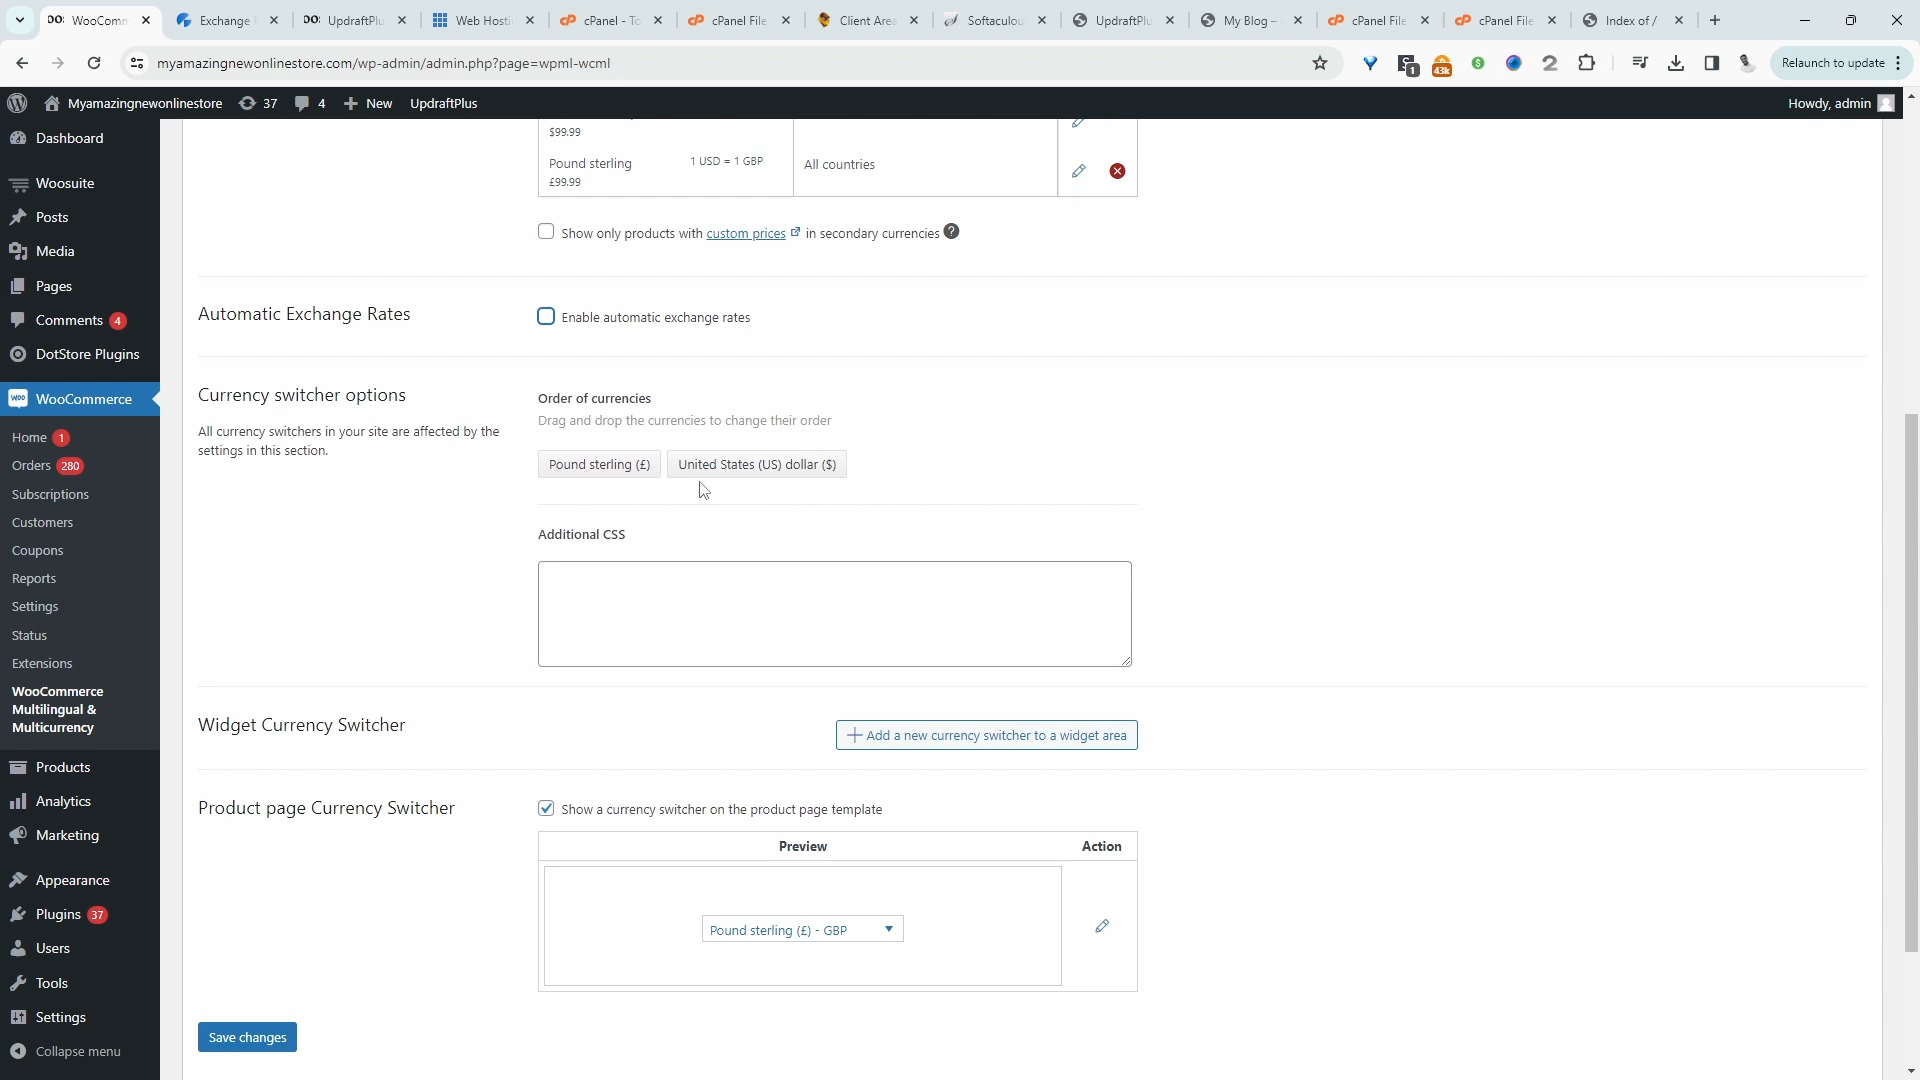 WooComm
Exchange
UpdraftPlu
Web Hosti
cPanel - To
cPanel File
Client Area
Softaculou
UpdraftPlu
My Blog –
cPanel File
cPanel File
Index of /
myamazingnewonlinestore.com/wp-admin/admin.php?page=wpml-wcml
1
43k
Relaunch to update
Myamazingnewonlinestore
37
4
New
UpdraftPlus
Howdy, admin
Dashboard
Woosuite
Posts
Media
Pages
Comments 4
DotStore Plugins
WooCommerce
Home 1
Orders 280
Subscriptions
Customers
Coupons
Reports
Settings
Status
Extensions
WooCommerce
Multilingual &
Multicurrency
Products
Analytics
Marketing
Appearance
Plugins 37
Users
Tools
Settings
Collapse menu
$99.99
Pound sterling
1 USD = 1 GBP
All countries
£99.99
Show only products with custom prices in secondary currencies ?
Automatic Exchange Rates
Enable automatic exchange rates
Currency switcher options
All currency switchers in your site are affected by the
settings in this section.
Order of currencies
Drag and drop the currencies to change their order
Pound sterling (£)
United States (US) dollar ($)
Additional CSS
Widget Currency Switcher
Add a new currency switcher to a widget area
Product page Currency Switcher
Show a currency switcher on the product page template
Preview
Action
Pound sterling (£) - GBP
Save changes